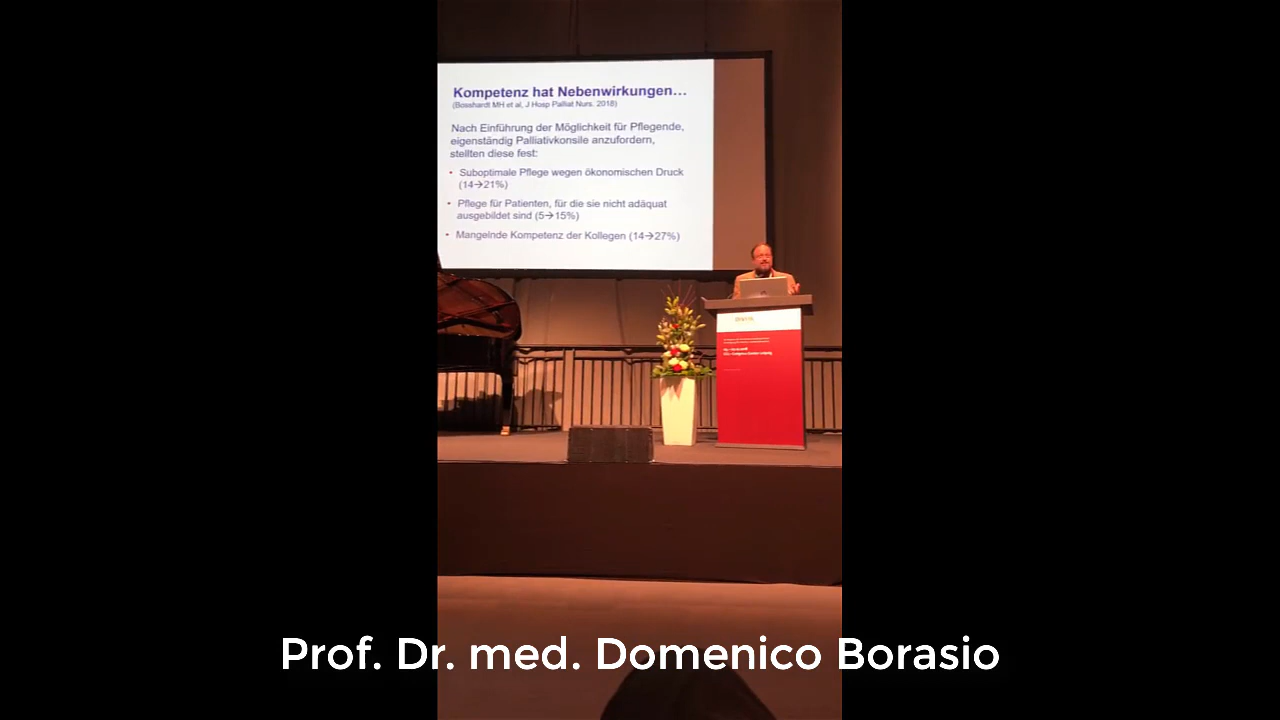 Kompetenz hat Nebenwirkungen…
(Bosshardt MH et al, J Hosp Palliat Nurs. 2018)
Nach Einführung der Möglichkeit für Pflegende,
eigenständig Palliativkonsile anzufordern,
stellten diese fest:
• Suboptimale Pflege wegen ökonomischen Druck
(14→21%)
• Pflege für Patienten, für die sie nicht adäquat
ausgebildet sind (5→15%)
• Mangelnde Kompetenz der Kollegen (14→27%)
Prof. Dr. med. Domenico Borasio